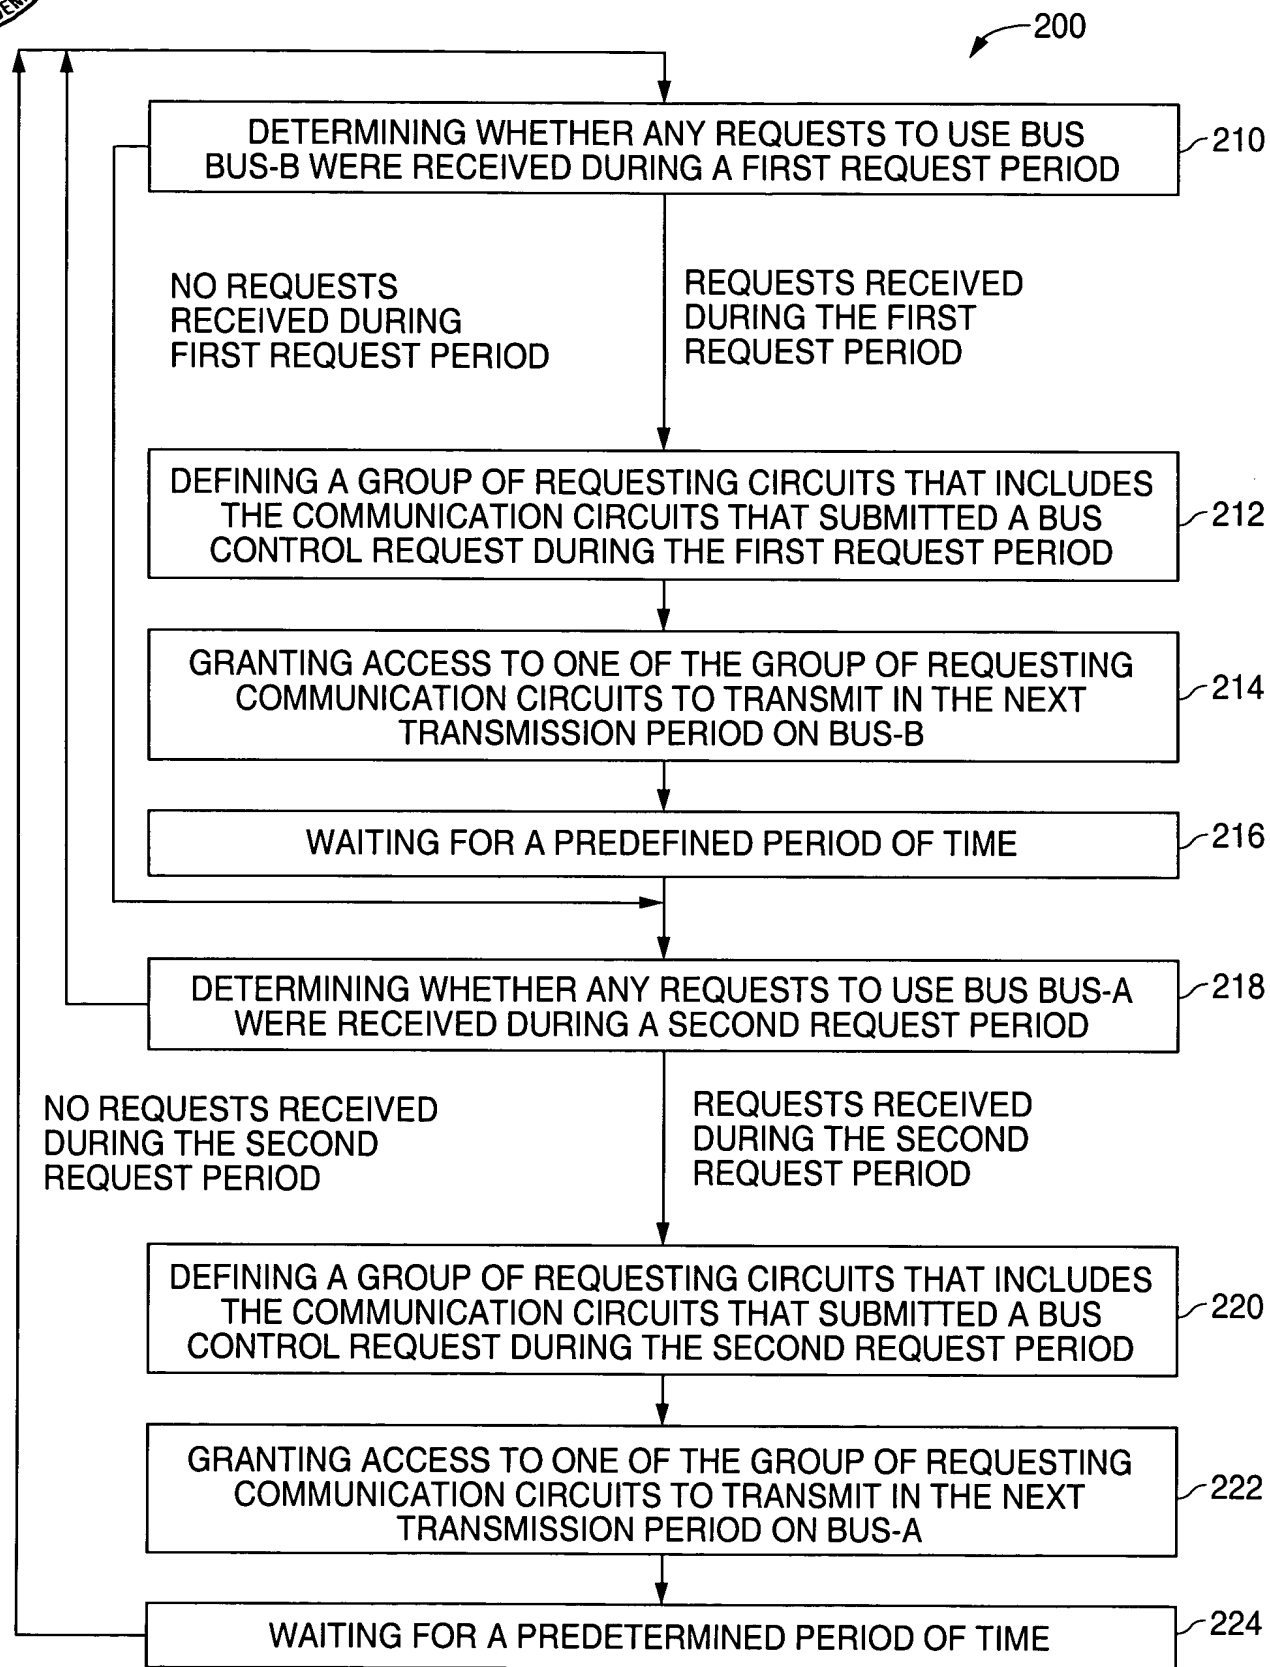 200
DETERMINING WHETHER ANY REQUESTS TO USE BUS
BUS-B WERE RECEIVED DURING A FIRST REQUEST PERIOD
210
NO REQUESTS
RECEIVED DURING
FIRST REQUEST PERIOD
REQUESTS RECEIVED
DURING THE FIRST
REQUEST PERIOD
DEFINING A GROUP OF REQUESTING CIRCUITS THAT INCLUDES
THE COMMUNICATION CIRCUITS THAT SUBMITTED A BUS
CONTROL REQUEST DURING THE FIRST REQUEST PERIOD
212
GRANTING ACCESS TO ONE OF THE GROUP OF REQUESTING
COMMUNICATION CIRCUITS TO TRANSMIT IN THE NEXT
TRANSMISSION PERIOD ON BUS-B
214
WAITING FOR A PREDEFINED PERIOD OF TIME
216
DETERMINING WHETHER ANY REQUESTS TO USE BUS BUS-A
WERE RECEIVED DURING A SECOND REQUEST PERIOD
218
NO REQUESTS RECEIVED
DURING THE SECOND
REQUEST PERIOD
REQUESTS RECEIVED
DURING THE SECOND
REQUEST PERIOD
DEFINING A GROUP OF REQUESTING CIRCUITS THAT INCLUDES
THE COMMUNICATION CIRCUITS THAT SUBMITTED A BUS
CONTROL REQUEST DURING THE SECOND REQUEST PERIOD
220
GRANTING ACCESS TO ONE OF THE GROUP OF REQUESTING
COMMUNICATION CIRCUITS TO TRANSMIT IN THE NEXT
TRANSMISSION PERIOD ON BUS-A
222
WAITING FOR A PREDETERMINED PERIOD OF TIME
224